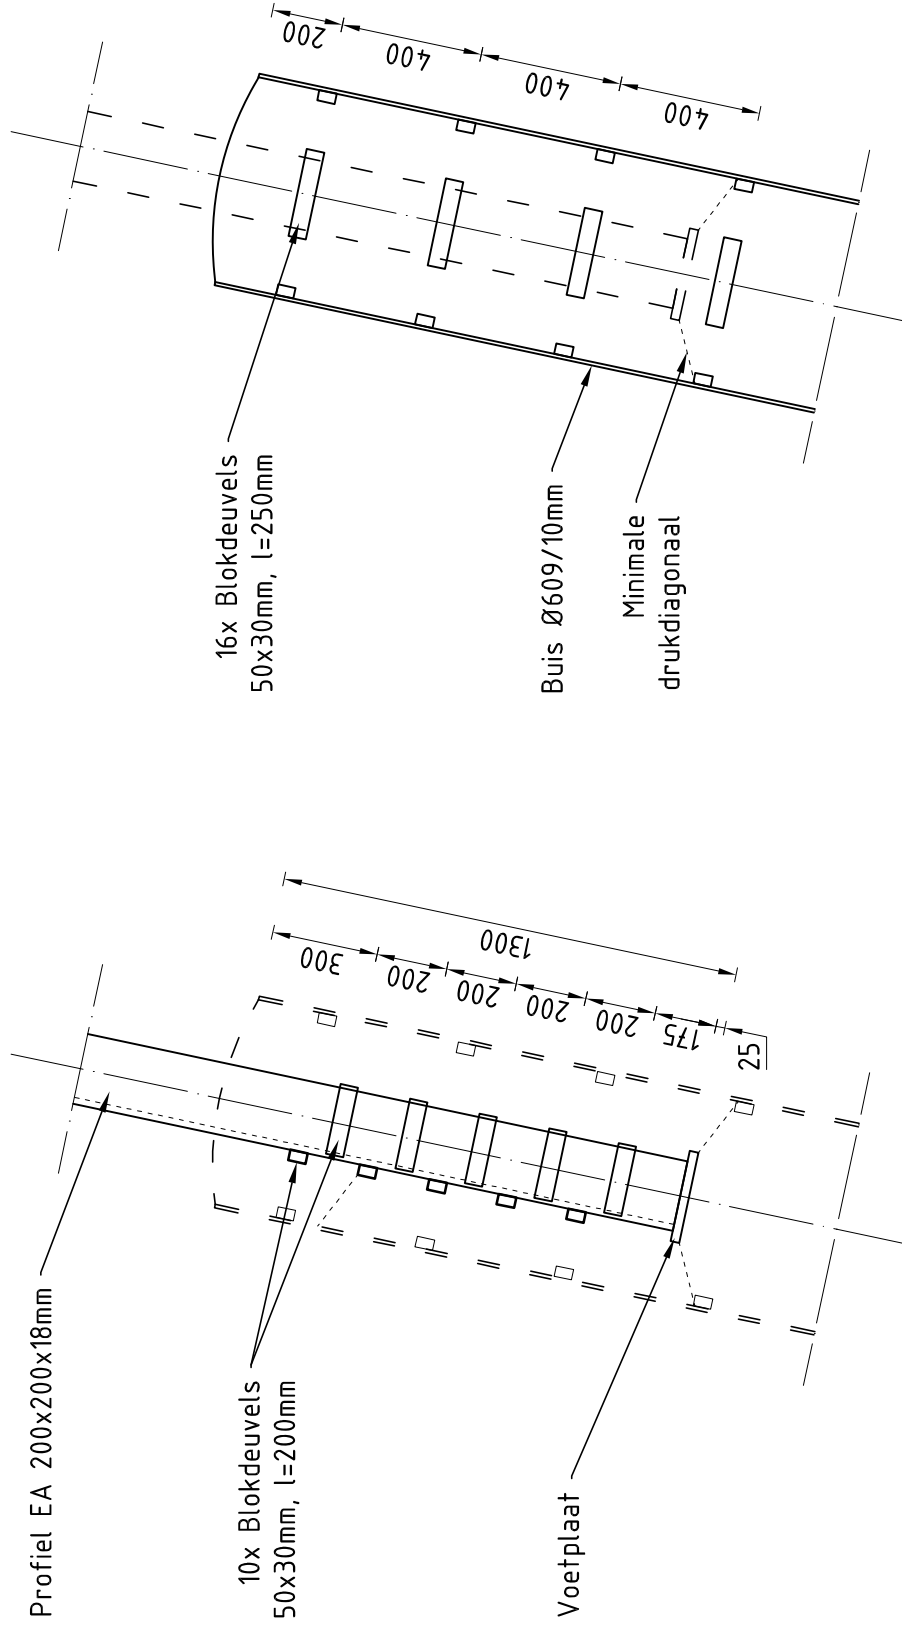 Profiel EA 200x200x18mm
10x Blokdeuvels
50x30mm, l=200mm
Voetplaat
1300
300
200
200
200
200
175
25
16x Blokdeuvels
50x30mm, l=250mm
Buis Ø609/10mm
Minimale
drukdiagonaal
200
400
400
400